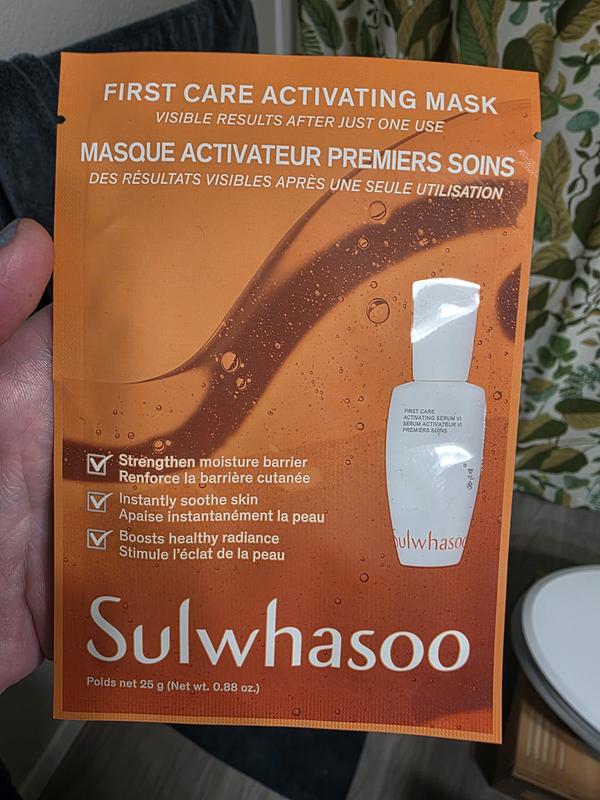 FIRST CARE ACTIVATING MASK
VISIBLE RESULTS AFTER JUST ONE USE
MASQUE ACTIVATEUR PREMIERS SOINS
DES RÉSULTATS VISIBLES APRÈS UNE SEULE UTILISATION
FIRST CARE
ACTIVATING SERUM VI
SÉRUM ACTIVATEUR VI
PREMIERS SOINS
Sulwhasoo
Strengthen moisture barrier
Renforce la barrière cutanée
Instantly soothe skin
Apaise instantanément la peau
Boosts healthy radiance
Stimule l'éclat de la peau
Sulwhasoo
Poids net 25 g (Net wt. 0.88 oz.)